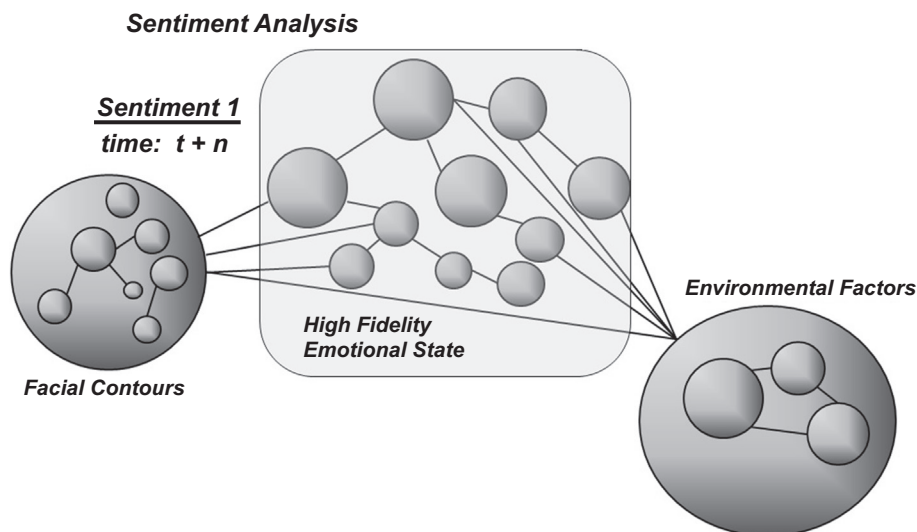 Sentiment Analysis
Sentiment 1
time: t + n
High Fidelity
Emotional State
Facial Contours
Environmental Factors